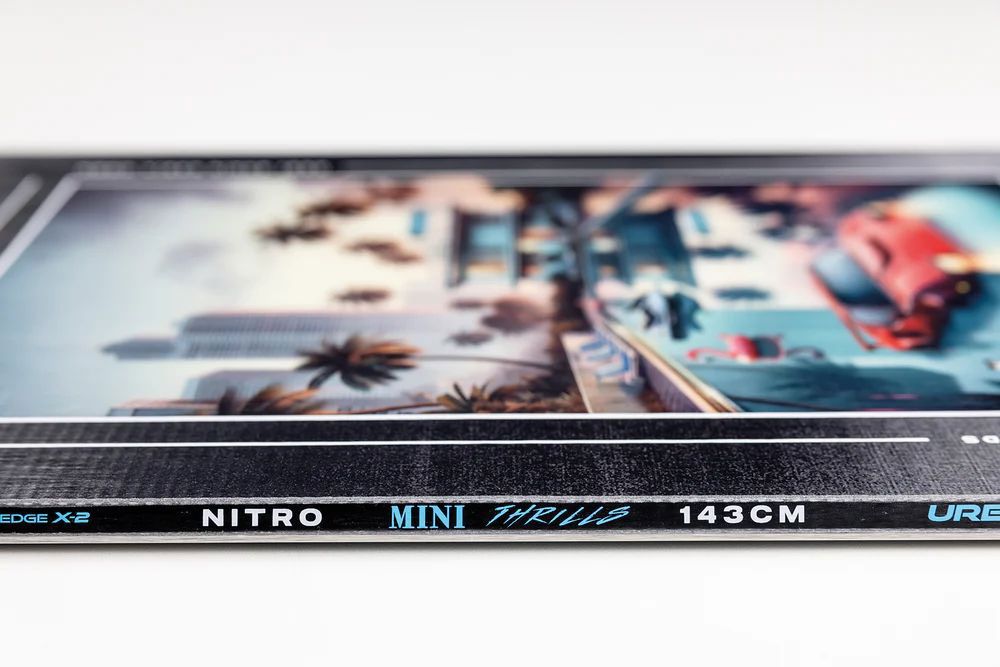 EDGE X-2 NITRO MINI THRILLS 143CM URE